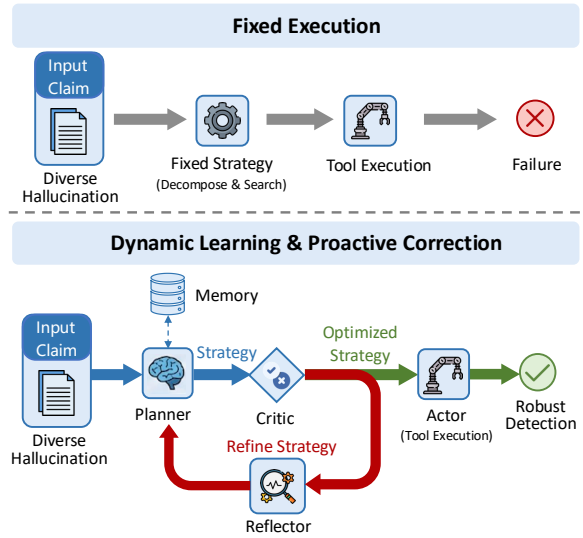 Fixed Execution
Input
Claim
Diverse
Hallucination
Fixed Strategy
(Decompose & Search)
Tool Execution
Failure
Dynamic Learning & Proactive Correction
Memory
Input
Claim
Diverse
Hallucination
Planner
Strategy
Critic
Optimized
Strategy
Actor
(Tool Execution)
Robust
Detection
Refine Strategy
Reflector